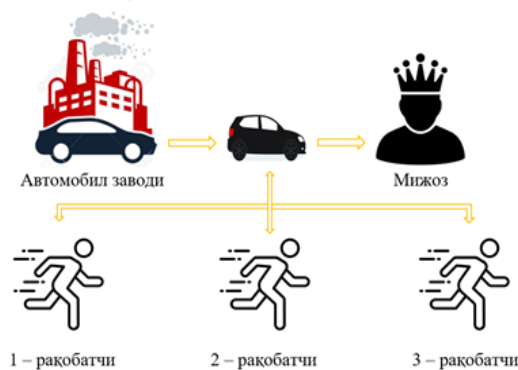 Автомобил заводи
Мижоз
1 – рақобатчи
2 – рақобатчи
3 – рақобатчи